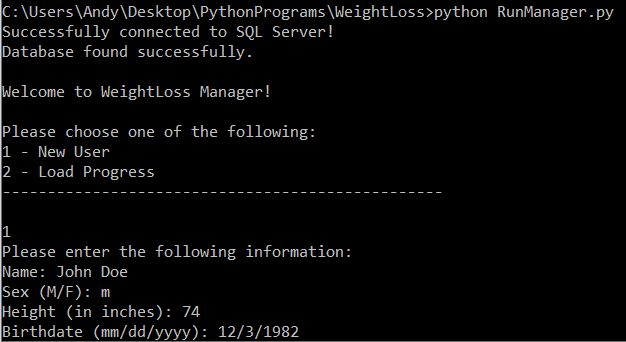 C:\Users\Andy\Desktop\PythonPrograms\WeightLoss>python RunManager.py
Successfully connected to SQL Server!
Database found successfully.
Welcome to WeightLoss Manager!
Please choose one of the following:
1 - New User
2 - Load Progress
-------------------------------------------------
1
Please enter the following information:
Name: John Doe
Sex (M/F): m
Height (in inches): 74
Birthdate (mm/dd/yyyy): 12/3/1982